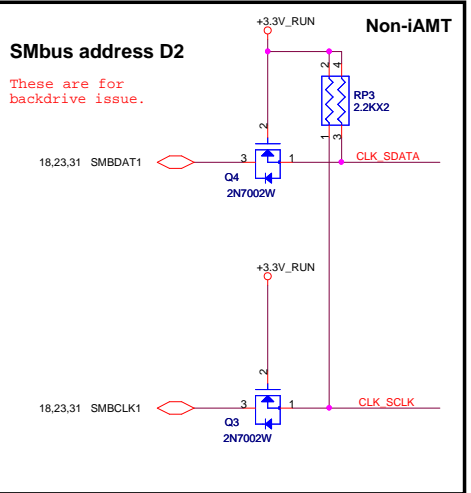 +3.3V_RUN
Non-iAMT
SMbus address D2
These are for
backdrive issue.
2 4
RP3
2.2KX2
2
1 3
18,23,31 SMBDAT1
3
1
CLK_SDATA
Q4
2N7002W
+3.3V_RUN
2
18,23,31 SMBCLK1
3
1
CLK_SCLK
Q3
2N7002W